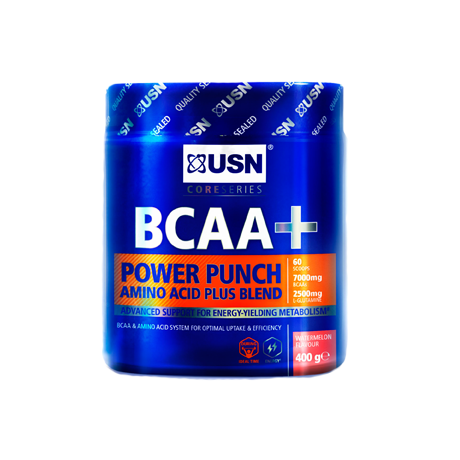 USN
QUALITY SEALED
USN
SEALED
USN
QUALITY SEALED
USN®
CORESERIES
BCAA+
POWER PUNCH
AMINO ACID PLUS BLEND
60
SCOOPS
7000mg
BCAAs
2500mg
L-GLUTAMINE
ADVANCED SUPPORT FOR ENERGY-YIELDING METABOLISM*
BCAA & AMINO ACID SYSTEM FOR OPTIMAL UPTAKE & EFFICIENCY
WATERMELON
FLAVOUR
400 g℮